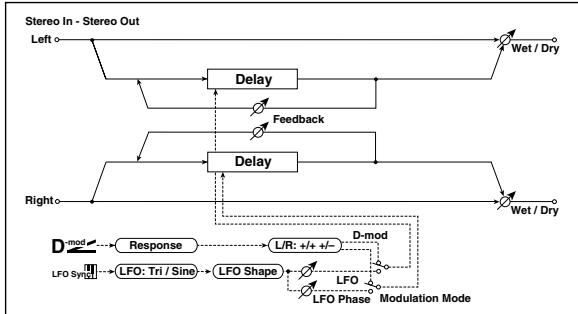 Stereo In - Stereo Out
Left
Wet / Dry
Delay
Feedback
Delay
Right
Wet / Dry
D-mod
D-mod
Response
L/R: +/+ +/–
LFO Sync
LFO: Tri / Sine
LFO Shape
LFO
LFO Phase
Modulation Mode